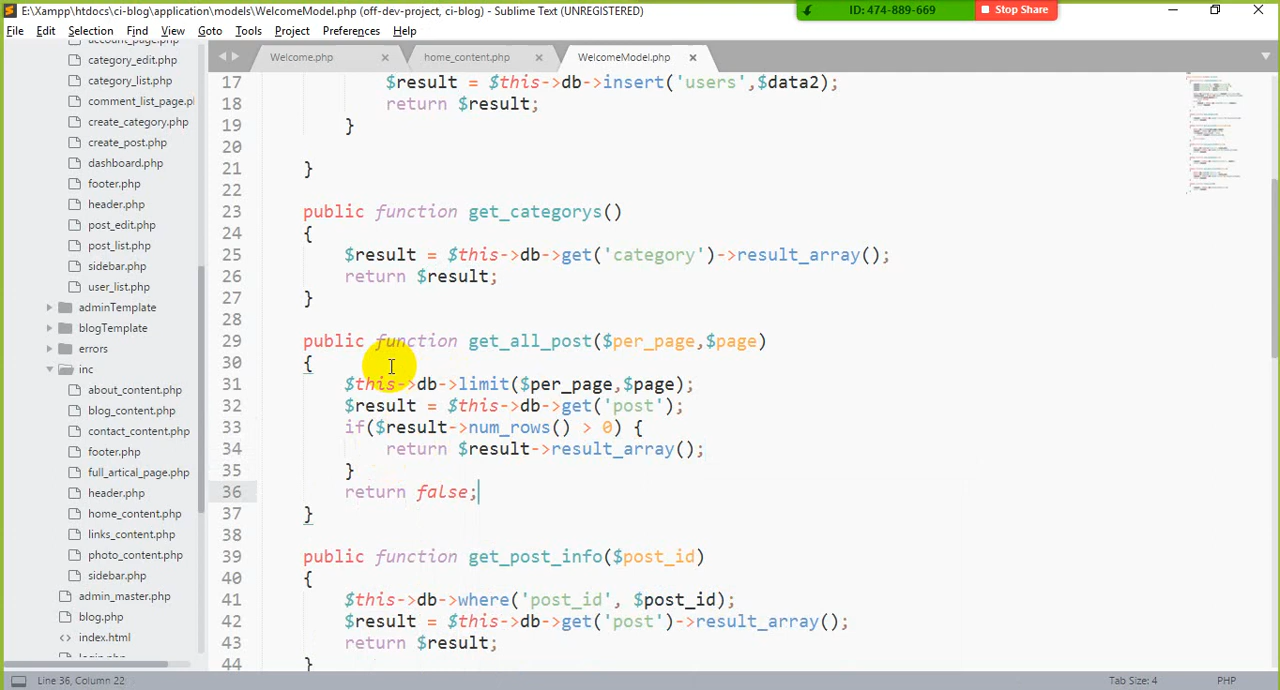 E:\Xampp\htdocs\ci-blog\application\models\WelcomeModel.php (off-dev-project, ci-blog) - Sublime Text (UNREGISTERED)
ID: 474-889-669
Stop Share
File Edit Selection Find View Goto Tools Project Preferences Help
account_page.php
category_edit.php
category_list.php
comment_list_page.pl
create_category.php
create_post.php
dashboard.php
footer.php
header.php
post_edit.php
post_list.php
sidebar.php
user_list.php
adminTemplate
blogTemplate
errors
inc
about_content.php
blog_content.php
contact_content.php
footer.php
full_artical_page.php
header.php
home_content.php
links_content.php
photo_content.php
sidebar.php
admin_master.php
blog.php
index.html
login.php
Welcome.php
home_content.php
WelcomeModel.php
17 $result = $this->db->insert('users',$data2);
18 return $result;
19 }
20
21 }
22
23 public function get_categorys()
24 {
25 $result = $this->db->get('category')->result_array();
26 return $result;
27 }
28
29 public function get_all_post($per_page,$page)
30 {
31 $this->db->limit($per_page,$page);
32 $result = $this->db->get('post');
33 if($result->num_rows() > 0) {
34 return $result->result_array();
35 }
36 return false;
37 }
38
39 public function get_post_info($post_id)
40 {
41 $this->db->where('post_id', $post_id);
42 $result = $this->db->get('post')->result_array();
43 return $result;
44 }
Line 36, Column 22
Tab Size: 4
PHP